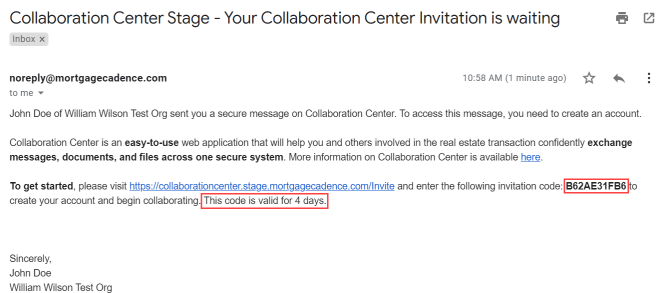 Collaboration Center Stage - Your Collaboration Center Invitation is waiting
Inbox x
noreply@mortgagecadence.com
10:58 AM (1 minute ago)
to me
John Doe of William Wilson Test Org sent you a secure message on Collaboration Center. To access this message, you need to create an account.
Collaboration Center is an easy-to-use web application that will help you and others involved in the real estate transaction confidently exchange
messages, documents, and files across one secure system. More information on Collaboration Center is available here.
To get started, please visit https://collaborationcenter.stage.mortgagecadence.com/Invite and enter the following invitation code: B62AE31FB6 to
create your account and begin collaborating. This code is valid for 4 days.
Sincerely,
John Doe
William Wilson Test Org